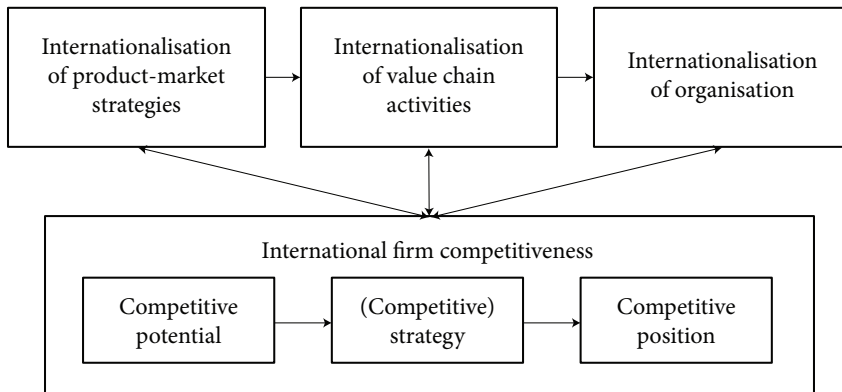 Internationalisation
of product-market
strategies
Internationalisation
of value chain
activities
Internationalisation
of organisation
International firm competitiveness
Competitive
potential
(Competitive)
strategy
Competitive
position